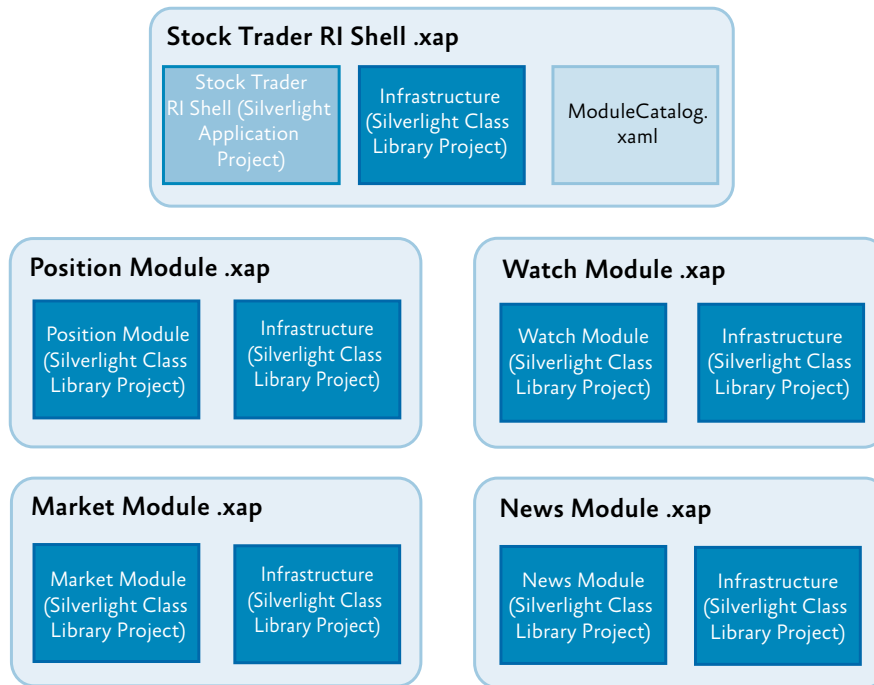 Stock Trader RI Shell .xap
Stock Trader
RI Shell (Silverlight
Application
Project)
Infrastructure
(Silverlight Class
Library Project)
ModuleCatalog.
xaml
Position Module .xap
Position Module
(Silverlight Class
Library Project)
Infrastructure
(Silverlight Class
Library Project)
Watch Module .xap
Watch Module
(Silverlight Class
Library Project)
Infrastructure
(Silverlight Class
Library Project)
Market Module .xap
Market Module
(Silverlight Class
Library Project)
Infrastructure
(Silverlight Class
Library Project)
News Module .xap
News Module
(Silverlight Class
Library Project)
Infrastructure
(Silverlight Class
Library Project)